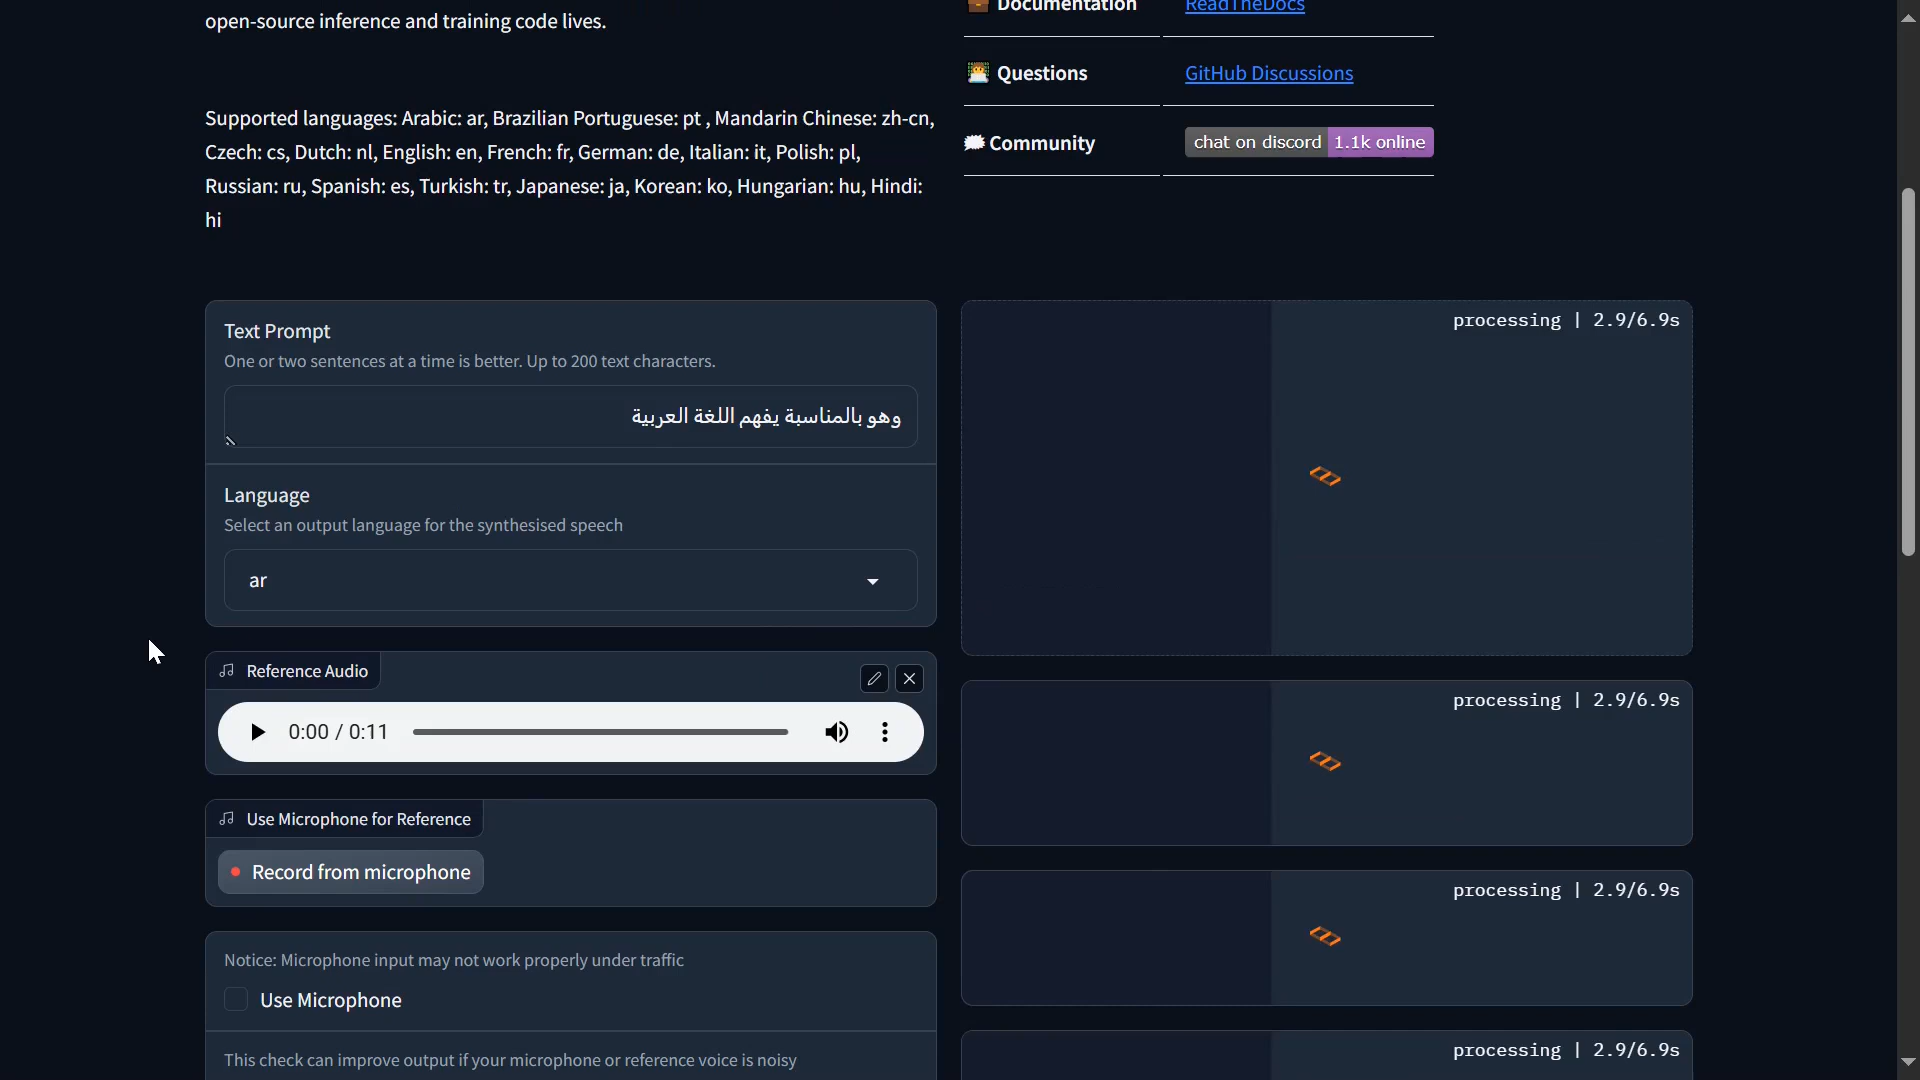 open-source inference and training code lives.
Documentation
ReadTheDocs
Questions
GitHub Discussions
Community
chat on discord 1.1k online
Supported languages: Arabic: ar, Brazilian Portuguese: pt , Mandarin Chinese: zh-cn,
Czech: cs, Dutch: nl, English: en, French: fr, German: de, Italian: it, Polish: pl,
Russian: ru, Spanish: es, Turkish: tr, Japanese: ja, Korean: ko, Hungarian: hu, Hindi:
hi
Text Prompt
One or two sentences at a time is better. Up to 200 text characters.
وهو بالمناسبة يفهم اللغة العربية
Language
Select an output language for the synthesised speech
ar
Reference Audio
0:00 / 0:11
Use Microphone for Reference
Record from microphone
Notice: Microphone input may not work properly under traffic
Use Microphone
This check can improve output if your microphone or reference voice is noisy
processing | 2.9/6.9s
processing | 2.9/6.9s
processing | 2.9/6.9s
processing | 2.9/6.9s